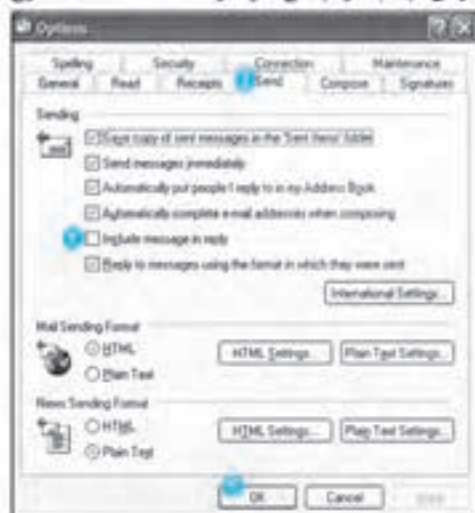 Options
Spelling Security Connection Maintenance
General Read Receipts Send Compose Signatures
Sending
Save copy of sent messages in the 'Sent Items' folder
Send messages immediately
Automatically put people I reply to in my Address Book
Automatically complete e-mail addresses when composing
Include message in reply
Reply to messages using the format in which they were sent
International Settings...
Mail Sending Format
HTML HTML Settings... Plain Text Settings...
Plain Text
News Sending Format
HTML HTML Settings... Plain Text Settings...
Plain Text
OK Cancel